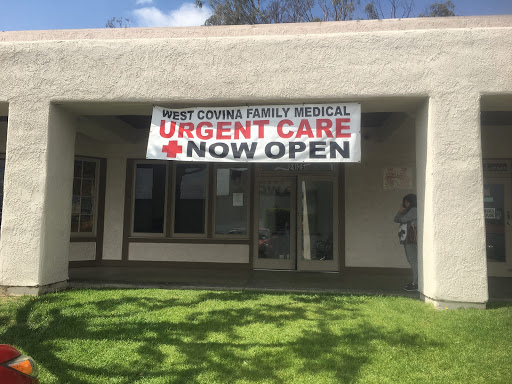 WEST COVINA FAMILY MEDICAL
URGENT CARE
NOW OPEN